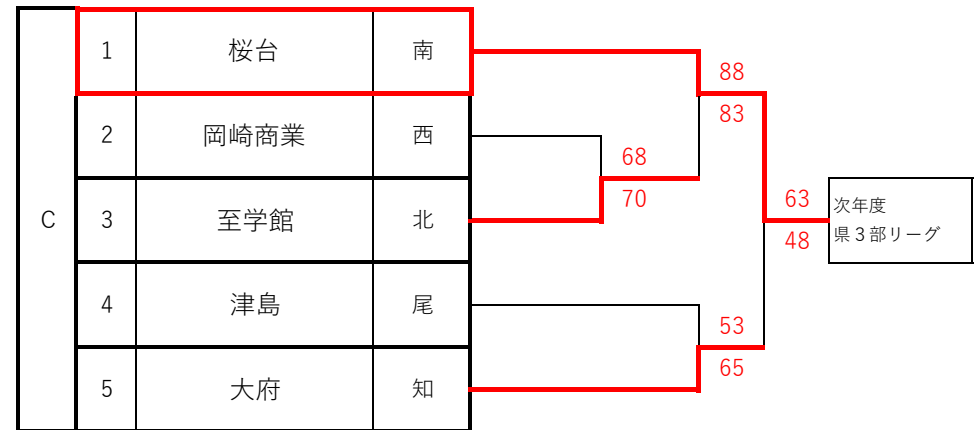 C
1 桜台 南
2 岡崎商業 西
3 至学館 北
4 津島 尾
5 大府 知
88
83
68
70
63
48
次年度
県３部リーグ
53
65